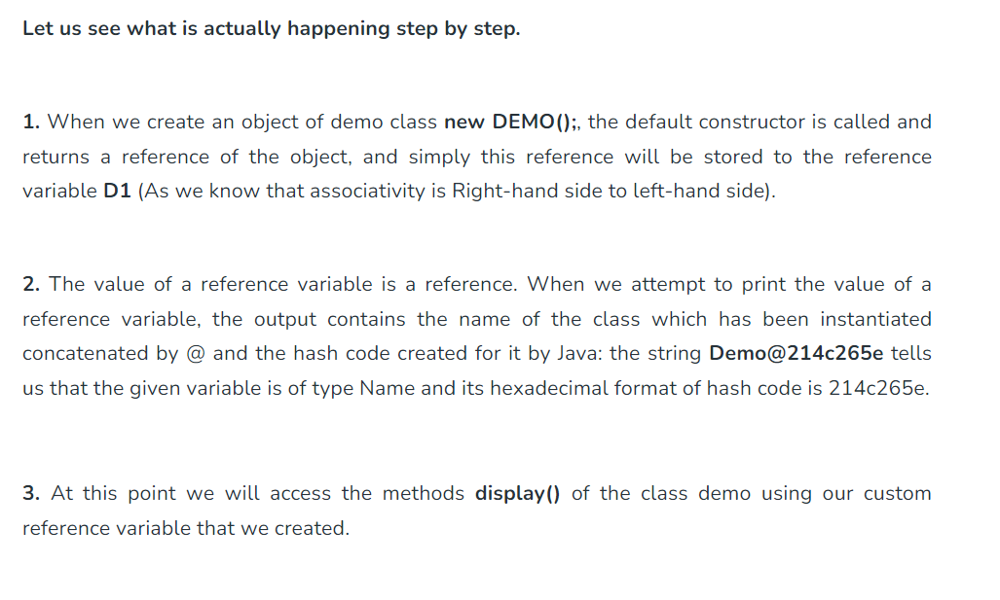 Let us see what is actually happening step by step.
1. When we create an object of demo class new DEMO();, the default constructor is called and
returns a reference of the object, and simply this reference will be stored to the reference
variable D1 (As we know that associativity is Right-hand side to left-hand side).
2. The value of a reference variable is a reference. When we attempt to print the value of a
reference variable, the output contains the name of the class which has been instantiated
concatenated by @ and the hash code created for it by Java: the string Demo@214c265e tells
us that the given variable is of type Name and its hexadecimal format of hash code is 214c265e.
3. At this point we will access the methods display() of the class demo using our custom
reference variable that we created.